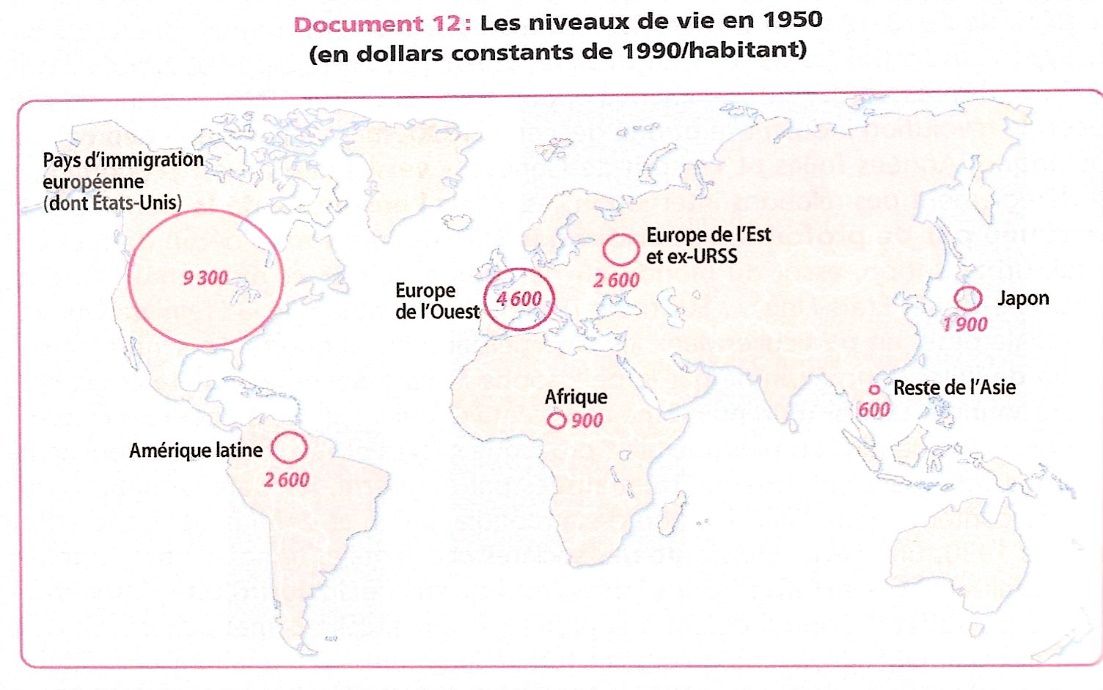 Document 12: Les niveaux de vie en 1950
(en dollars constants de 1990/habitant)
Pays d'immigration
européenne
(dont États-Unis)
9 300
Europe de l'Est
et ex-URSS
2 600
Europe
de l'Ouest
4 600
Japon
1 900
Reste de l'Asie
600
Afrique
900
Amérique latine
2 600